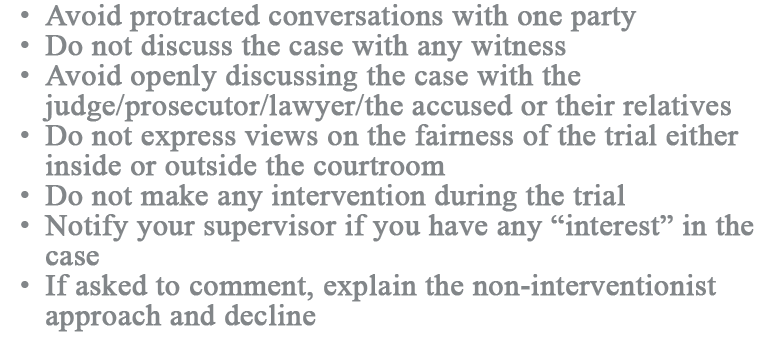 • Avoid protracted conversations with one party
• Do not discuss the case with any witness
• Avoid openly discussing the case with the
judge/prosecutor/lawyer/the accused or their relatives
• Do not express views on the fairness of the trial either
inside or outside the courtroom
• Do not make any intervention during the trial
• Notify your supervisor if you have any “interest” in the
case
• If asked to comment, explain the non-interventionist
approach and decline